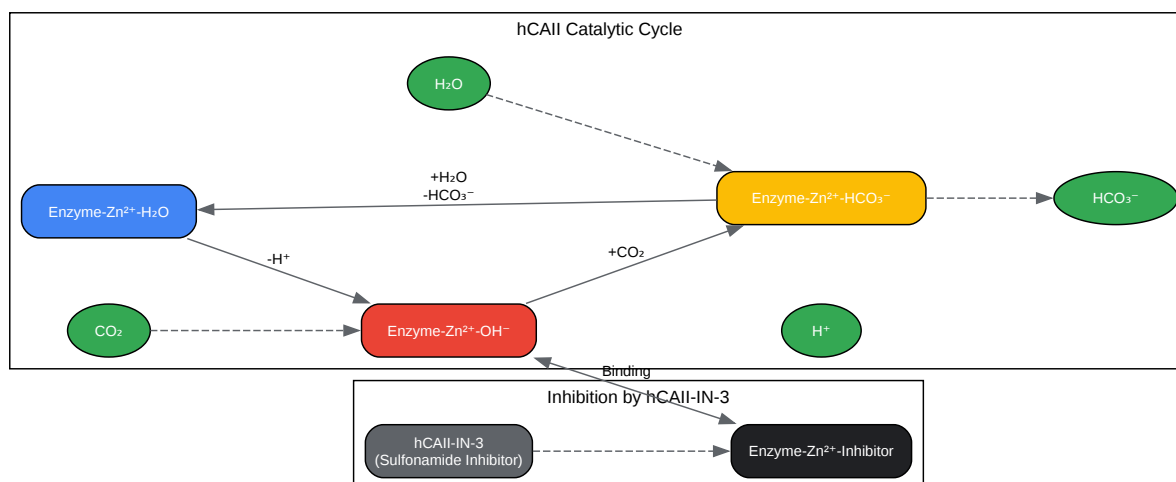 hCAII Catalytic Cycle
H₂O
+H₂O
-HCO₃⁻
Enzyme-Zn²⁺-H₂O
Enzyme-Zn²⁺-HCO₃⁻
HCO₃⁻
-H⁺
+CO₂
CO₂
Enzyme-Zn²⁺-OH⁻
H⁺
Binding
Inhibition by hCAII-IN-3
hCAII-IN-3
(Sulfonamide Inhibitor)
Enzyme-Zn²⁺-Inhibitor